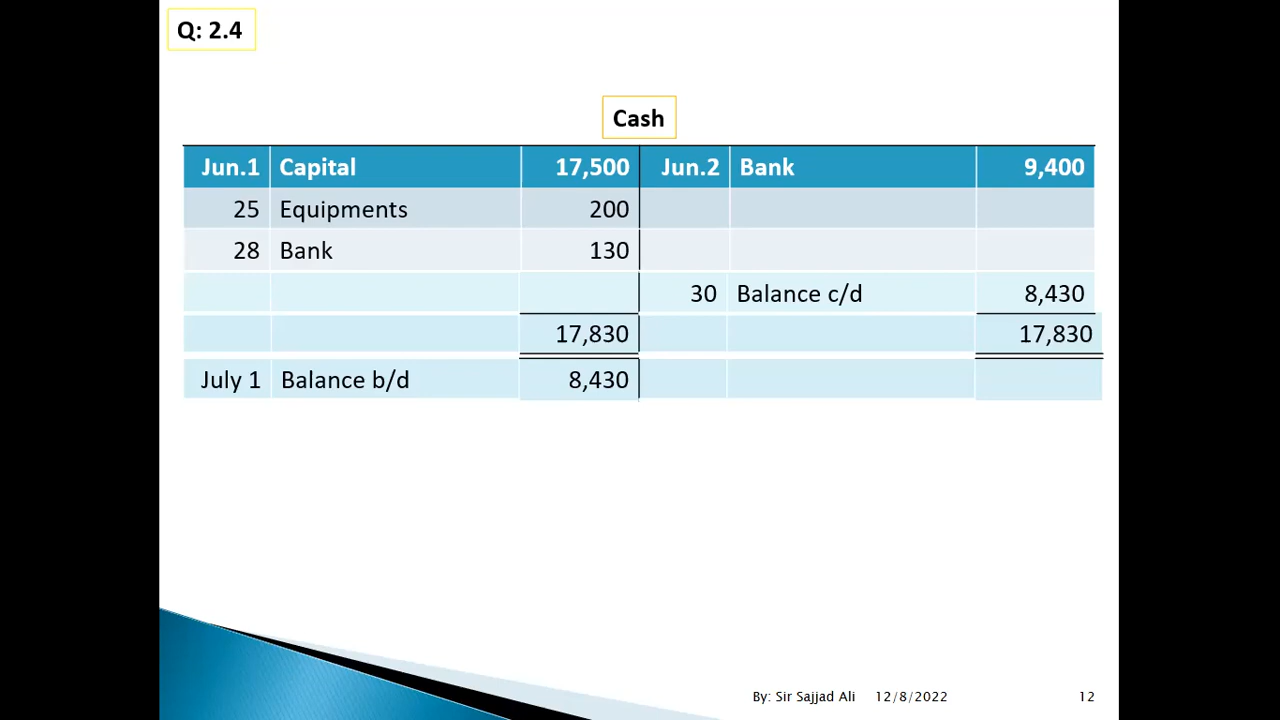 Q: 2.4
Cash
Jun.1 Capital 17,500 Jun.2 Bank 9,400
25 Equipments 200
28 Bank 130
30 Balance c/d 8,430
17,830 17,830
July 1 Balance b/d 8,430
By: Sir Sajjad Ali 12/8/2022 12